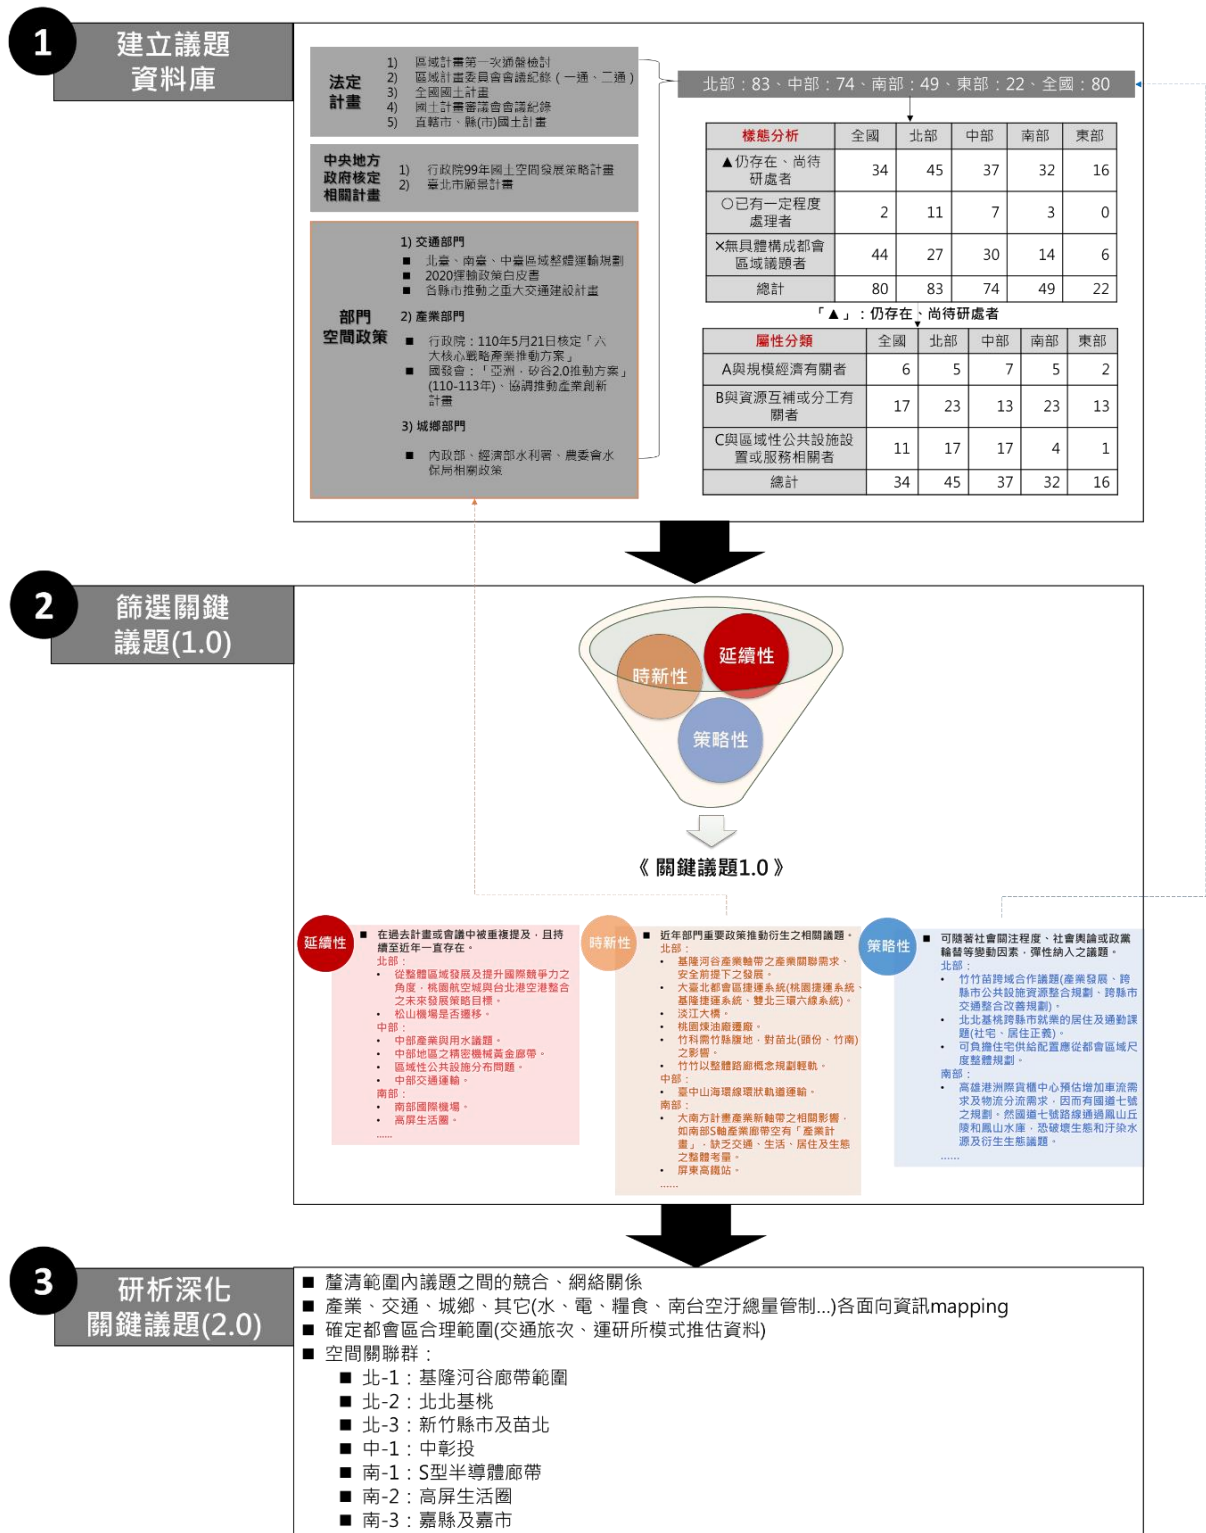 1
建立議題
資料庫
法定
計畫
1) 區域計畫第一次通盤檢討
2) 區域計畫委員會會議紀錄（一通、二通）
3) 全國國土計畫
4) 國土計畫審議會會議紀錄
5) 直轄市、縣(市)國土計畫
中央地方
政府核定
相關計畫
1) 行政院99年國土空間發展策略計畫
2) 臺北市願景計畫
部門
空間政策
1) 交通部門
■ 北臺、南臺、中臺區域整體運輸規劃
■ 2020運輸政策白皮書
■ 各縣市推動之重大交通建設計畫
2) 產業部門
■ 行政院：110年5月21日核定「六
大核心戰略產業推動方案」
■ 國發會：「亞洲．矽谷2.0推動方案」
(110-113年)、協調推動產業創新
計畫
3) 城鄉部門
■ 內政部、經濟部水利署、農委會水
保局相關政策
北部：83、中部：74、南部：49、東部：22、全國：80
樣態分析 全國 北部 中部 南部 東部
▲仍存在、尚待
研處者 34 45 37 32 16
〇已有一定程度
處理者 2 11 7 3 0
✕無具體構成都會
區域議題者 44 27 30 14 6
總計 80 83 74 49 22
「▲」：仍存在、尚待研處者
屬性分類 全國 北部 中部 南部 東部
A與規模經濟有關者 6 5 7 5 2
B與資源互補或分工有
關者 17 23 13 23 13
C與區域性公共設施設
置或服務相關者 11 17 17 4 1
總計 34 45 37 32 16
2
篩選關鍵
議題(1.0)
延續性
時新性
策略性
《 關鍵議題1.0 》
延續性
■ 在過去計畫或會議中被重複提及，且持
續至近年一直存在。
北部：
• 從整體區域發展及提升國際競爭力之
角度，桃園航空城與台北港空港整合
之未來發展策略目標。
• 松山機場是否遷移。
中部：
• 中部產業與用水議題。
• 中部地區之精密機械黃金廊帶。
• 區域性公共設施分布問題。
• 中部交通運輸。
南部：
• 南部國際機場。
• 高屏生活圈。
......
時新性
■ 近年部門重要政策推動衍生之相關議題。
北部：
• 基隆河谷產業軸帶之產業關聯需求、
安全前提下之發展。
• 大臺北都會區捷運系統(桃園捷運系統、
基隆捷運系統、雙北三環六線系統)。
• 淡江大橋。
• 桃園煉油廠遷廠。
• 竹科需竹縣腹地，對苗北(頭份、竹南)
之影響。
• 竹竹以整體路廊概念規劃輕軌。
中部：
• 臺中山海環線環狀軌道運輸。
南部：
• 大南方計畫產業新軸帶之相關影響，
如南部S軸產業廊帶空有「產業計
畫」，缺乏交通、生活、居住及生態
之整體考量。
• 屏東高鐵站。
......
策略性
■ 可隨著社會關注程度、社會輿論或政黨
輪替等變動因素，彈性納入之議題。
北部：
• 竹竹苗跨域合作議題(產業發展、跨
縣市公共設施資源整合規劃、跨縣市
交通整合改善規劃)。
• 北北基桃跨縣市就業的居住及通勤課
題(社宅、居住正義)。
• 可負擔住宅供給配置應從都會區域尺
度整體規劃。
南部：
• 高雄港洲際貨櫃中心預估增加車流需
求及物流分流需求，因而有國道七號
之規劃。然國道七號路線通過鳳山丘
陵和鳳山水庫，恐破壞生態和汙染水
源及衍生生態議題。
......
3
研析深化
關鍵議題(2.0)
■ 釐清範圍內議題之間的競合、網絡關係
■ 產業、交通、城鄉、其它(水、電、糧食、南台空汙總量管制...)各面向資訊mapping
■ 確定都會區合理範圍(交通旅次、運研所模式推估資料)
■ 空間關聯群：
■ 北-1：基隆河谷廊帶範圍
■ 北-2：北北基桃
■ 北-3：新竹縣市及苗北
■ 中-1：中彰投
■ 南-1：S型半導體廊帶
■ 南-2：高屏生活圈
■ 南-3：嘉縣及嘉市